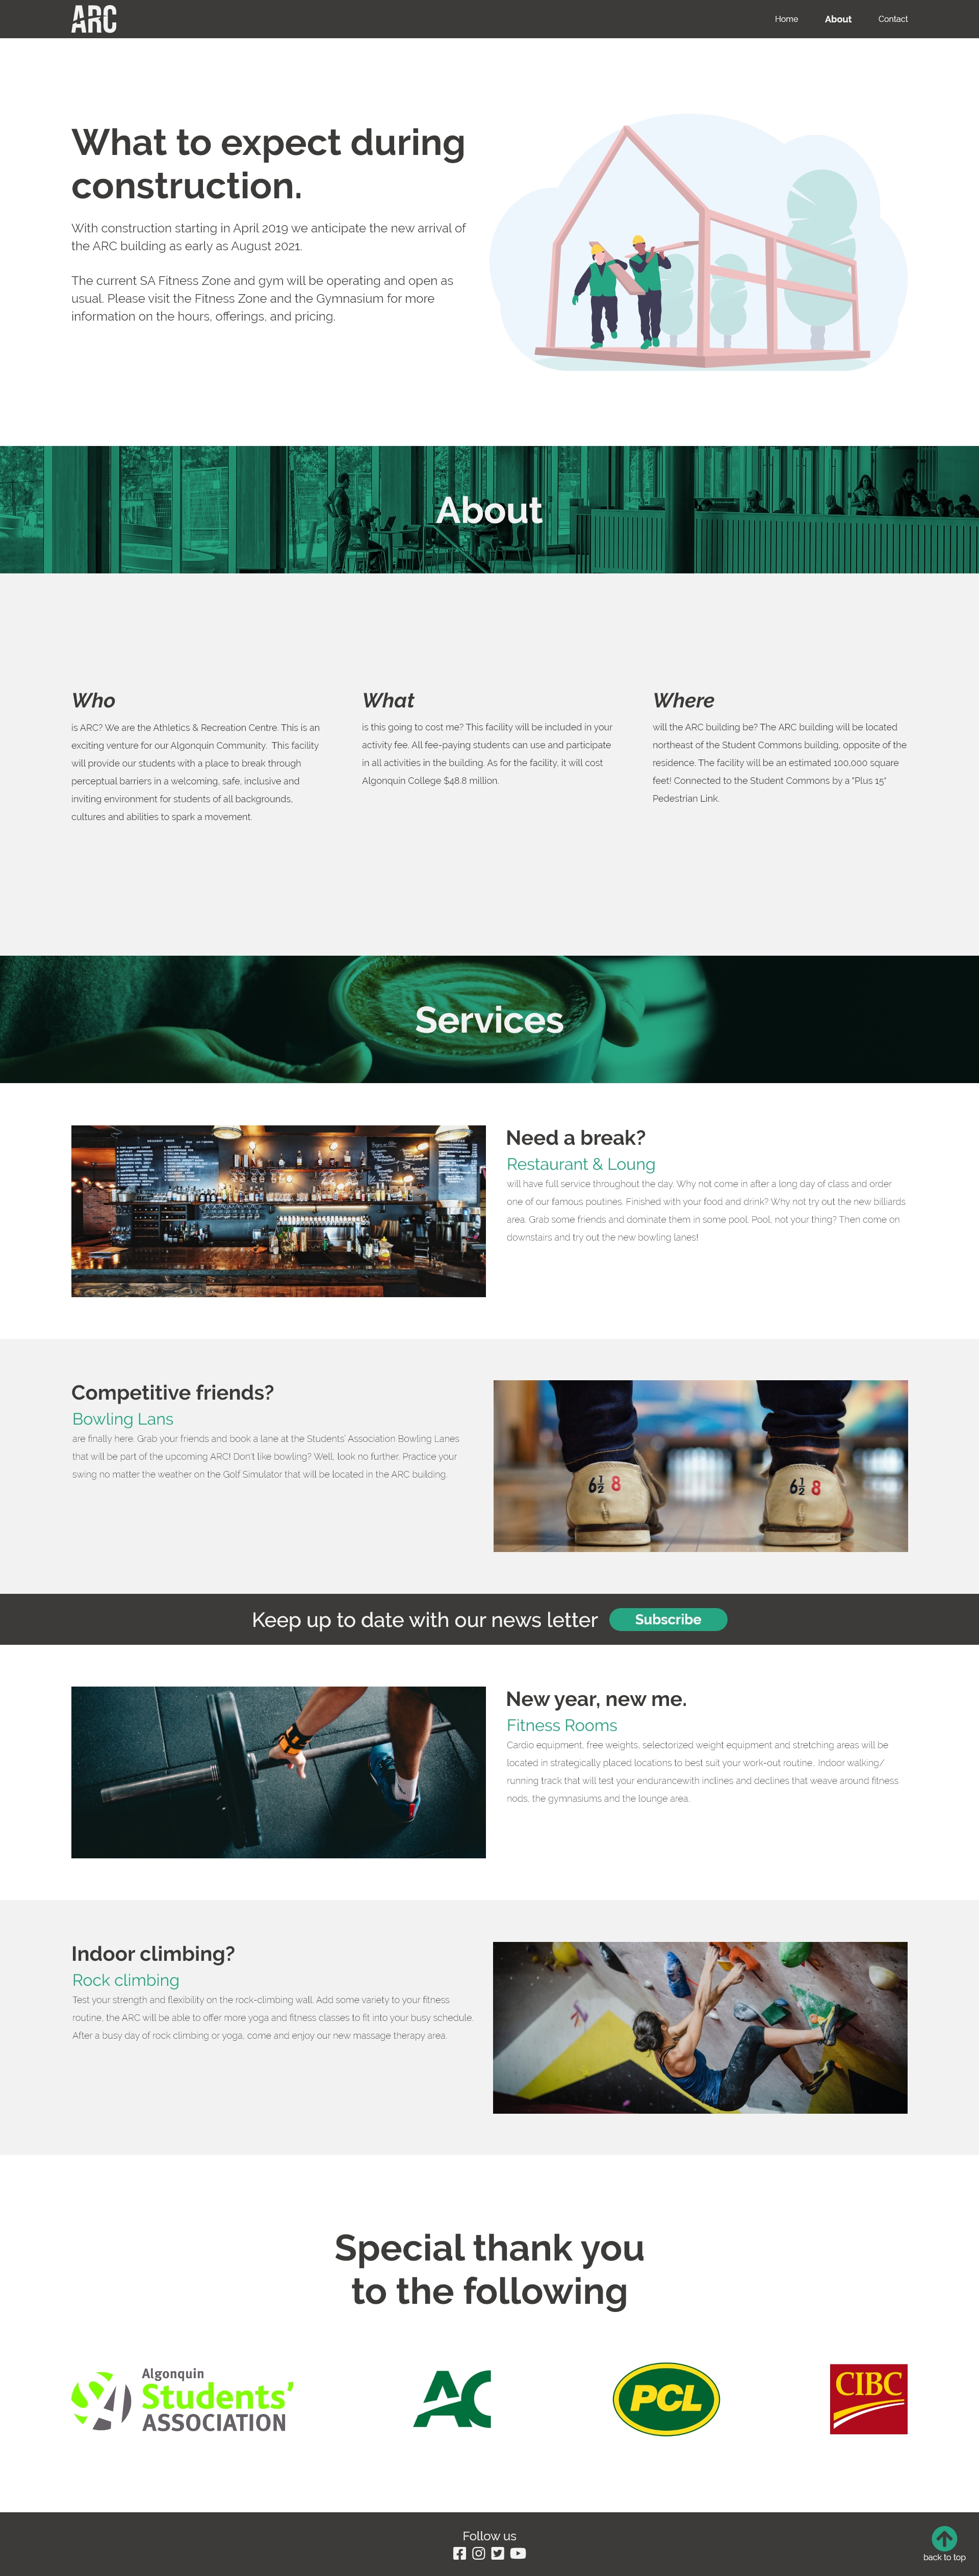 ARC
Home About Contact
What to expect during
construction.
With construction starting in April 2019 we anticipate the new arrival of
the ARC building as early as August 2021.
The current SA Fitness Zone and gym will be operating and open as
usual. Please visit the Fitness Zone and the Gymnasium for more
information on the hours, offerings, and pricing.
About
Who
is ARC? We are the Athletics & Recreation Centre. This is an
exciting venture for our Algonquin Community.  This facility
will provide our students with a place to break through
perceptual barriers in a welcoming, safe, inclusive and
inviting environment for students of all backgrounds,
cultures and abilities to spark a movement.
What
is this going to cost me? This facility will be included in your
activity fee. All fee-paying students can use and participate
in all activities in the building. As for the facility, it will cost
Algonquin College $48.8 million.
Where
will the ARC building be? The ARC building will be located
northeast of the Student Commons building, opposite of the
residence. The facility will be an estimated 100,000 square
feet! Connected to the Student Commons by a "Plus 15"
Pedestrian Link.
Services
Need a break?
Restaurant & Loung
will have full service throughout the day. Why not come in after a long day of class and order
one of our famous poutines. Finished with your food and drink? Why not try out the new billiards
area. Grab some friends and dominate them in some pool. Pool, not your thing? Then come on
downstairs and try out the new bowling lanes!
Competitive friends?
Bowling Lans
are finally here. Grab your friends and book a lane at the Students' Association Bowling Lanes
that will be part of the upcoming ARC! Don't like bowling? Well, look no further. Practice your
swing no matter the weather on the Golf Simulator that will be located in the ARC building.
6½ 8
6½ 8
Keep up to date with our news letter Subscribe
New year, new me.
Fitness Rooms
Cardio equipment, free weights, selectorized weight equipment and stretching areas will be
located in strategically placed locations to best suit your work-out routine. Indoor walking/
running track that will test your endurancewith inclines and declines that weave around fitness
nods, the gymnasiums and the lounge area.
Indoor climbing?
Rock climbing
Test your strength and flexibility on the rock-climbing wall. Add some variety to your fitness
routine, the ARC will be able to offer more yoga and fitness classes to fit into your busy schedule.
After a busy day of rock climbing or yoga, come and enjoy our new massage therapy area.
Special thank you
to the following
Algonquin
Students'
ASSOCIATION
AC
PCL
CIBC
Follow us
back to top